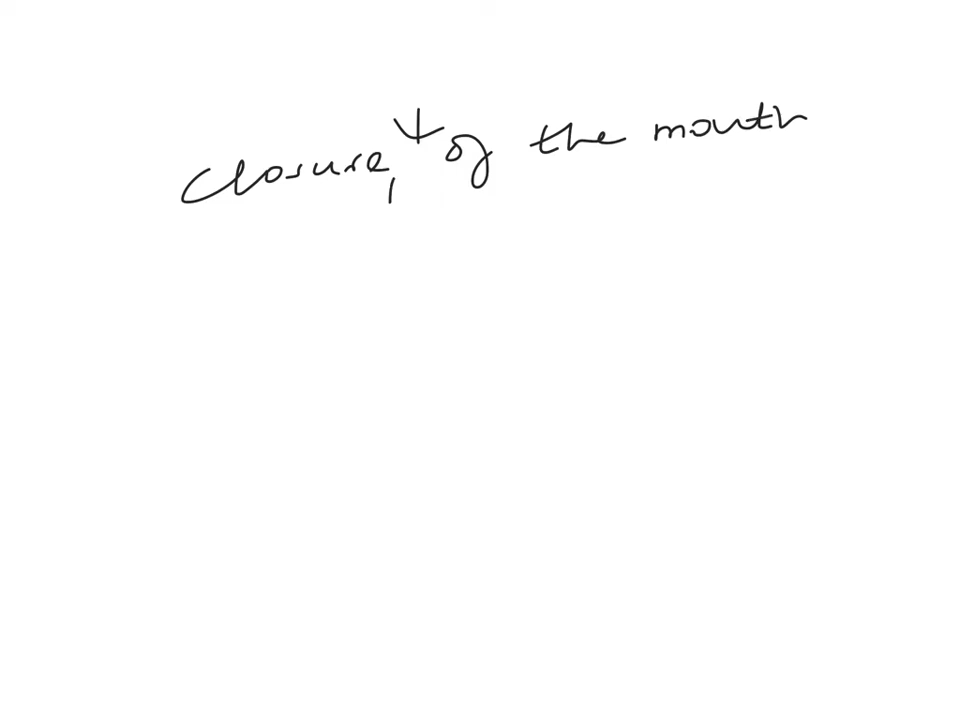 closure, ↓ of the mouth